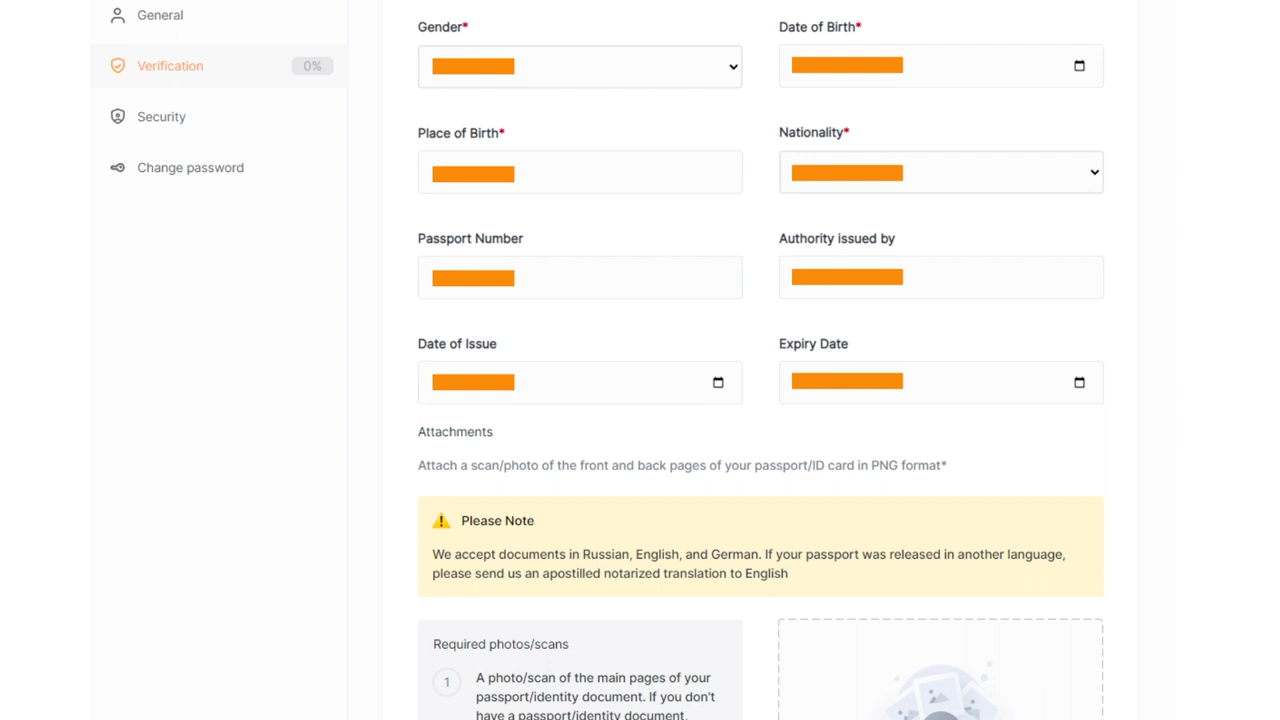 General
Verification 0%
Security
Change password
Gender* Date of Birth*
Place of Birth* Nationality*
Passport Number Authority issued by
Date of Issue Expiry Date
Attachments
Attach a scan/photo of the front and back pages of your passport/ID card in PNG format*
Please Note
We accept documents in Russian, English, and German. If your passport was released in another language,
please send us an apostilled notarized translation to English
Required photos/scans
1 A photo/scan of the main pages of your
passport/identity document. If you don't
have a passport/identity document,